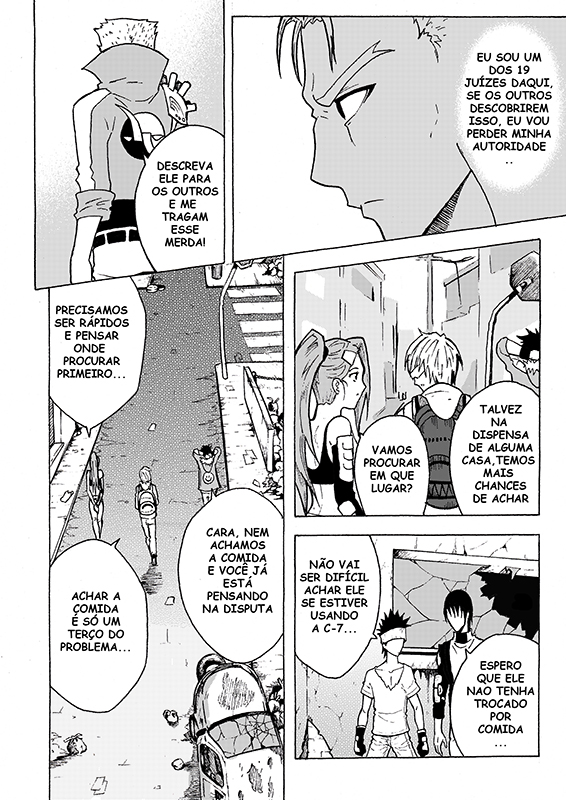 DESCREVA
ELE PARA
OS OUTROS
E ME
TRAGAM
ESSE
MERDA!
EU SOU UM
DOS 19
JUÍZES DAQUI,
SE OS OUTROS
DESCOBRIREM
ISSO, EU VOU
PERDER MINHA
AUTORIDADE
..
PRECISAMOS
SER RÁPIDOS
E PENSAR
ONDE
PROCURAR
PRIMEIRO...
CARA, NEM
ACHAMOS
A COMIDA
E VOCÊ JÁ
ESTÁ
PENSANDO
NA DISPUTA
ACHAR A
COMIDA
É SÓ UM
TERÇO DO
PROBLEMA...
VAMOS
PROCURAR
EM QUE
LUGAR?
TALVEZ
NA
DISPENSA
DE ALGUMA
CASA,TEMOS
MAIS
CHANCES
DE ACHAR
NÃO VAI
SER DIFÍCIL
ACHAR ELE
SE ESTIVER
USANDO
A C-7...
ESPERO
QUE ELE
NAO TENHA
TROCADO
POR
COMIDA
...